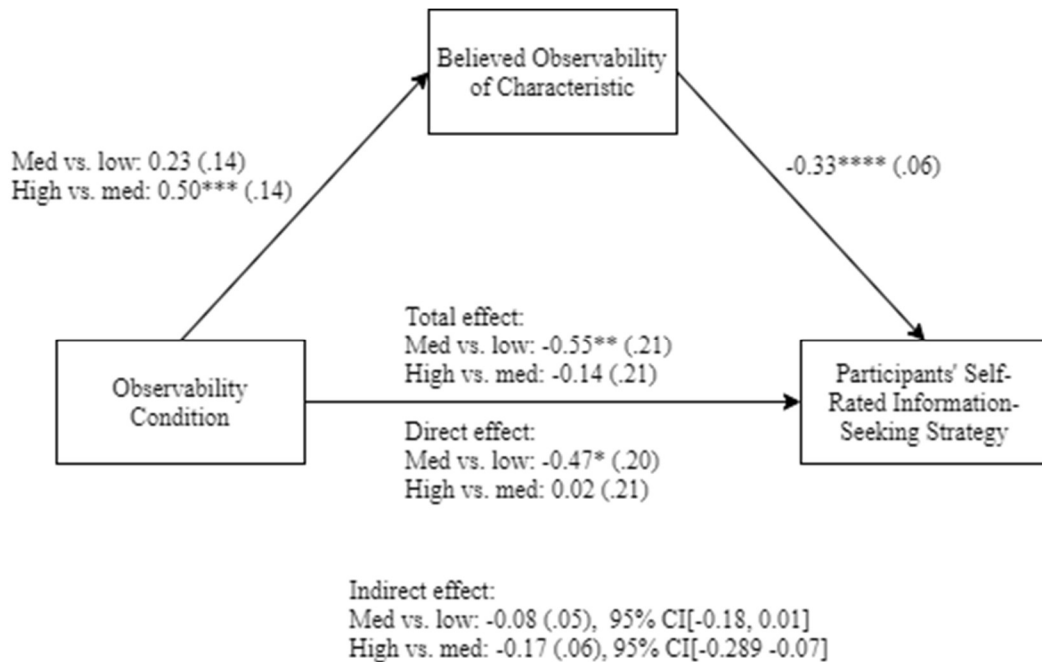 Believed Observability
of Characteristic
Med vs. low: 0.23 (.14)
High vs. med: 0.50*** (.14)
-0.33**** (.06)
Observability
Condition
Total effect:
Med vs. low: -0.55** (.21)
High vs. med: -0.14 (.21)
Direct effect:
Med vs. low: -0.47* (.20)
High vs. med: 0.02 (.21)
Participants' Self-
Rated Information-
Seeking Strategy
Indirect effect:
Med vs. low: -0.08 (.05), 95% CI[-0.18, 0.01]
High vs. med: -0.17 (.06), 95% CI[-0.289 -0.07]